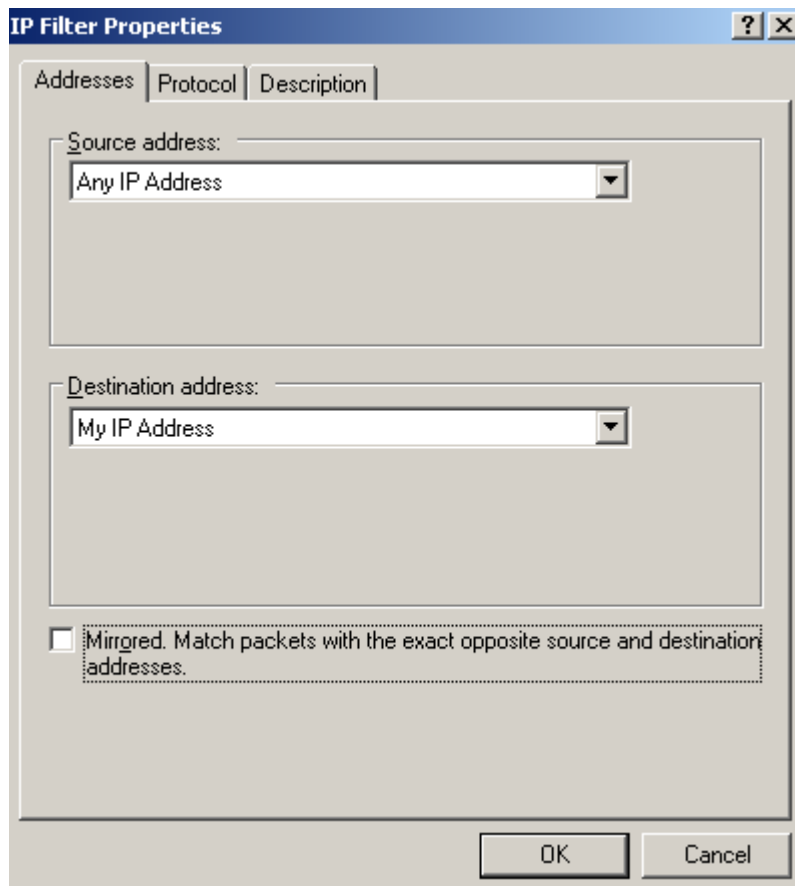 IP Filter Properties
Addresses Protocol Description
Source address:
Any IP Address
Destination address:
My IP Address
Mirrored. Match packets with the exact opposite source and destination
addresses.
OK Cancel